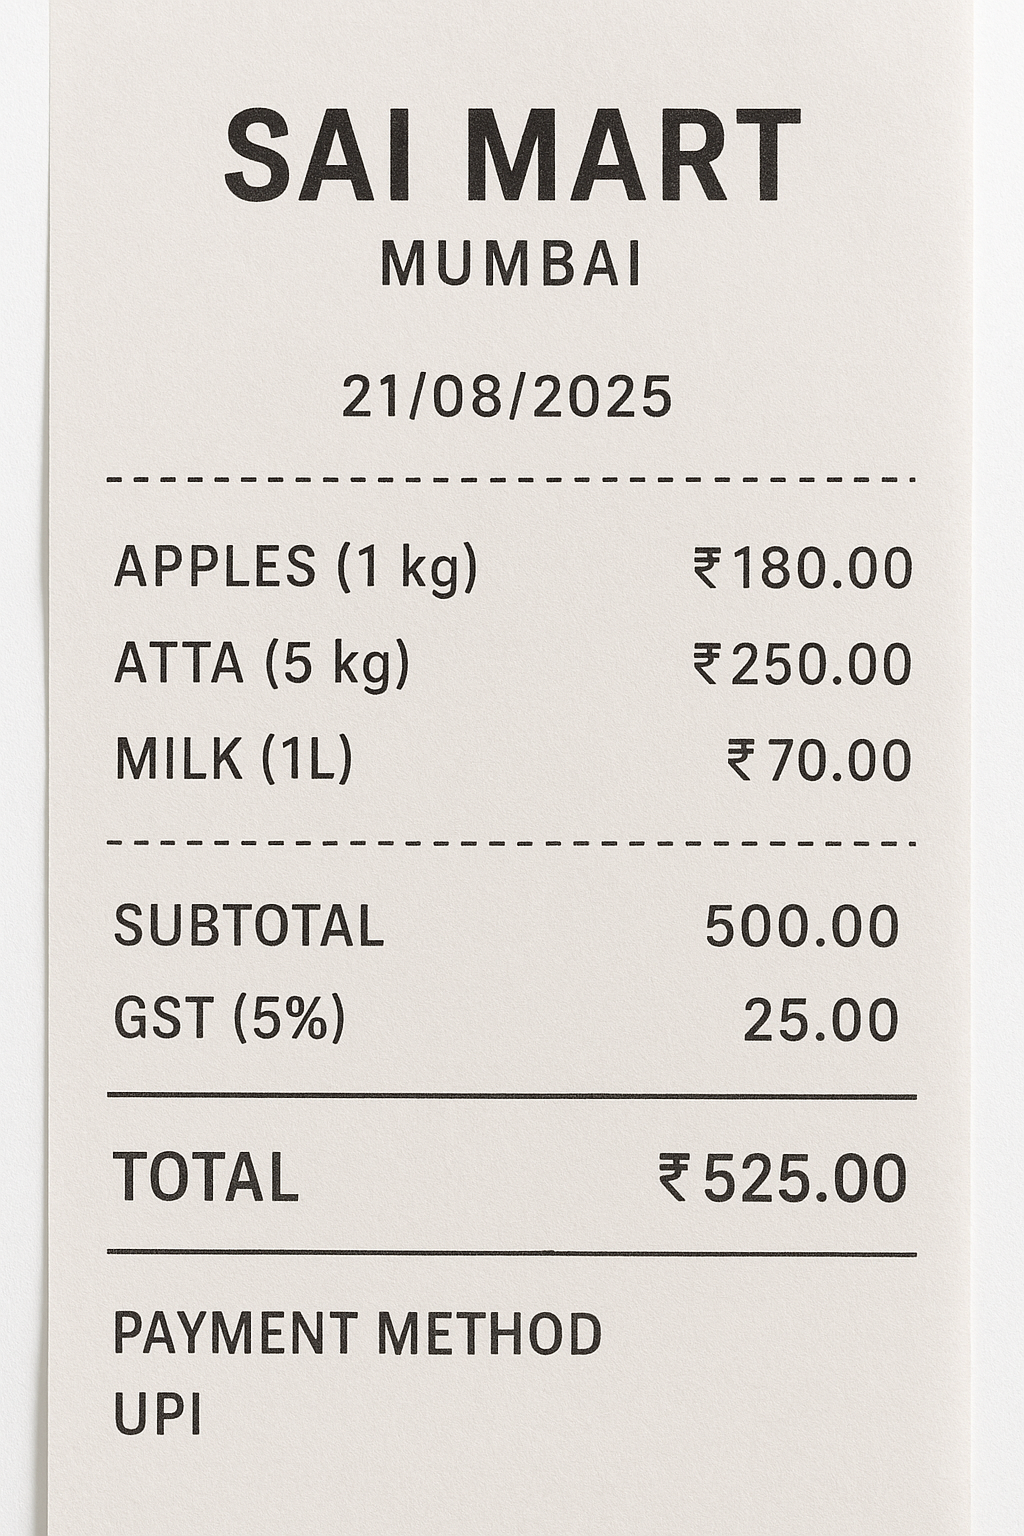 SAI MART
MUMBAI
21/08/2025
APPLES (1 kg) ₹180.00
ATTA (5 kg) ₹250.00
MILK (1L) ₹70.00
SUBTOTAL 500.00
GST (5%) 25.00
TOTAL ₹525.00
PAYMENT METHOD
UPI